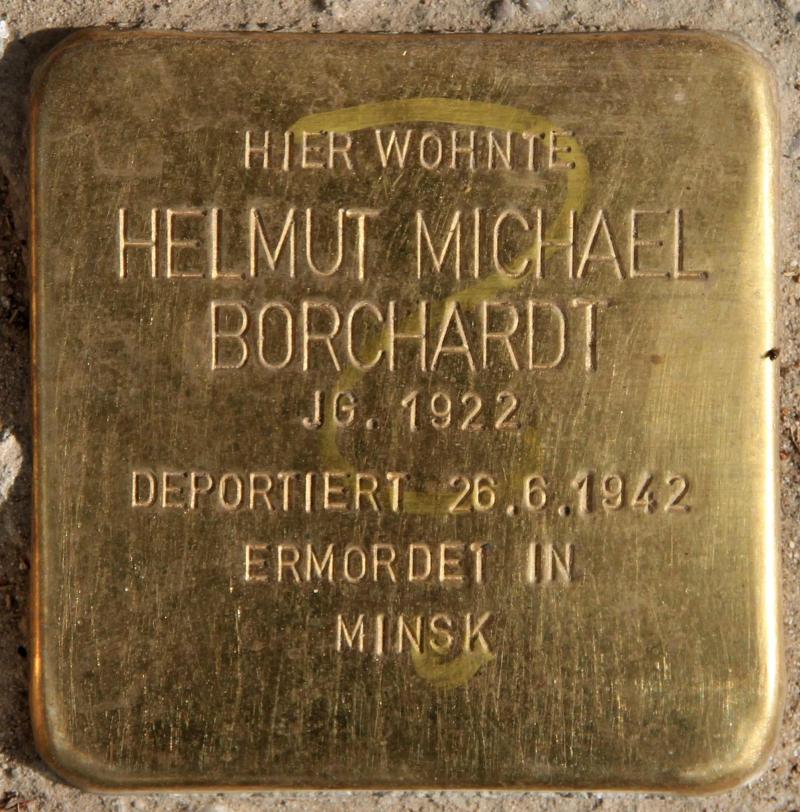 HIER WOHNTE
HELMUT MICHAEL
BORCHARDT
JG. 1922
DEPORTIERT 26.6.1942
ERMORDET IN
MINSK